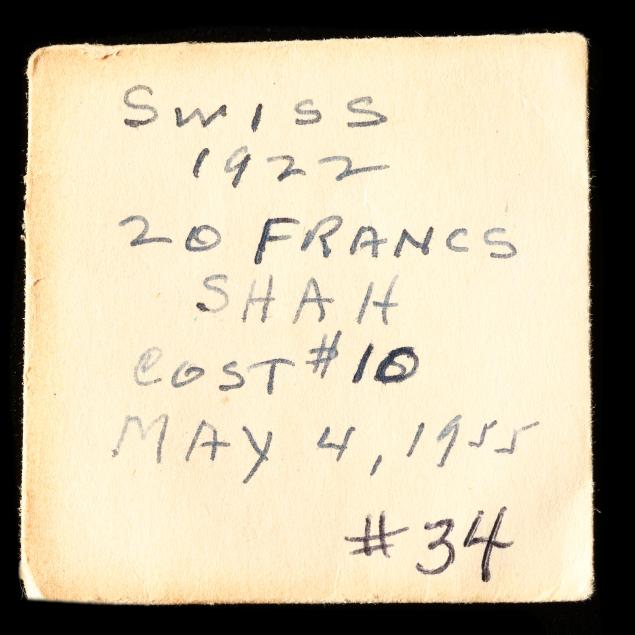 SWISS
1922
20 FRANCS
SHAH
COST #10
MAY 4, 1955
#34